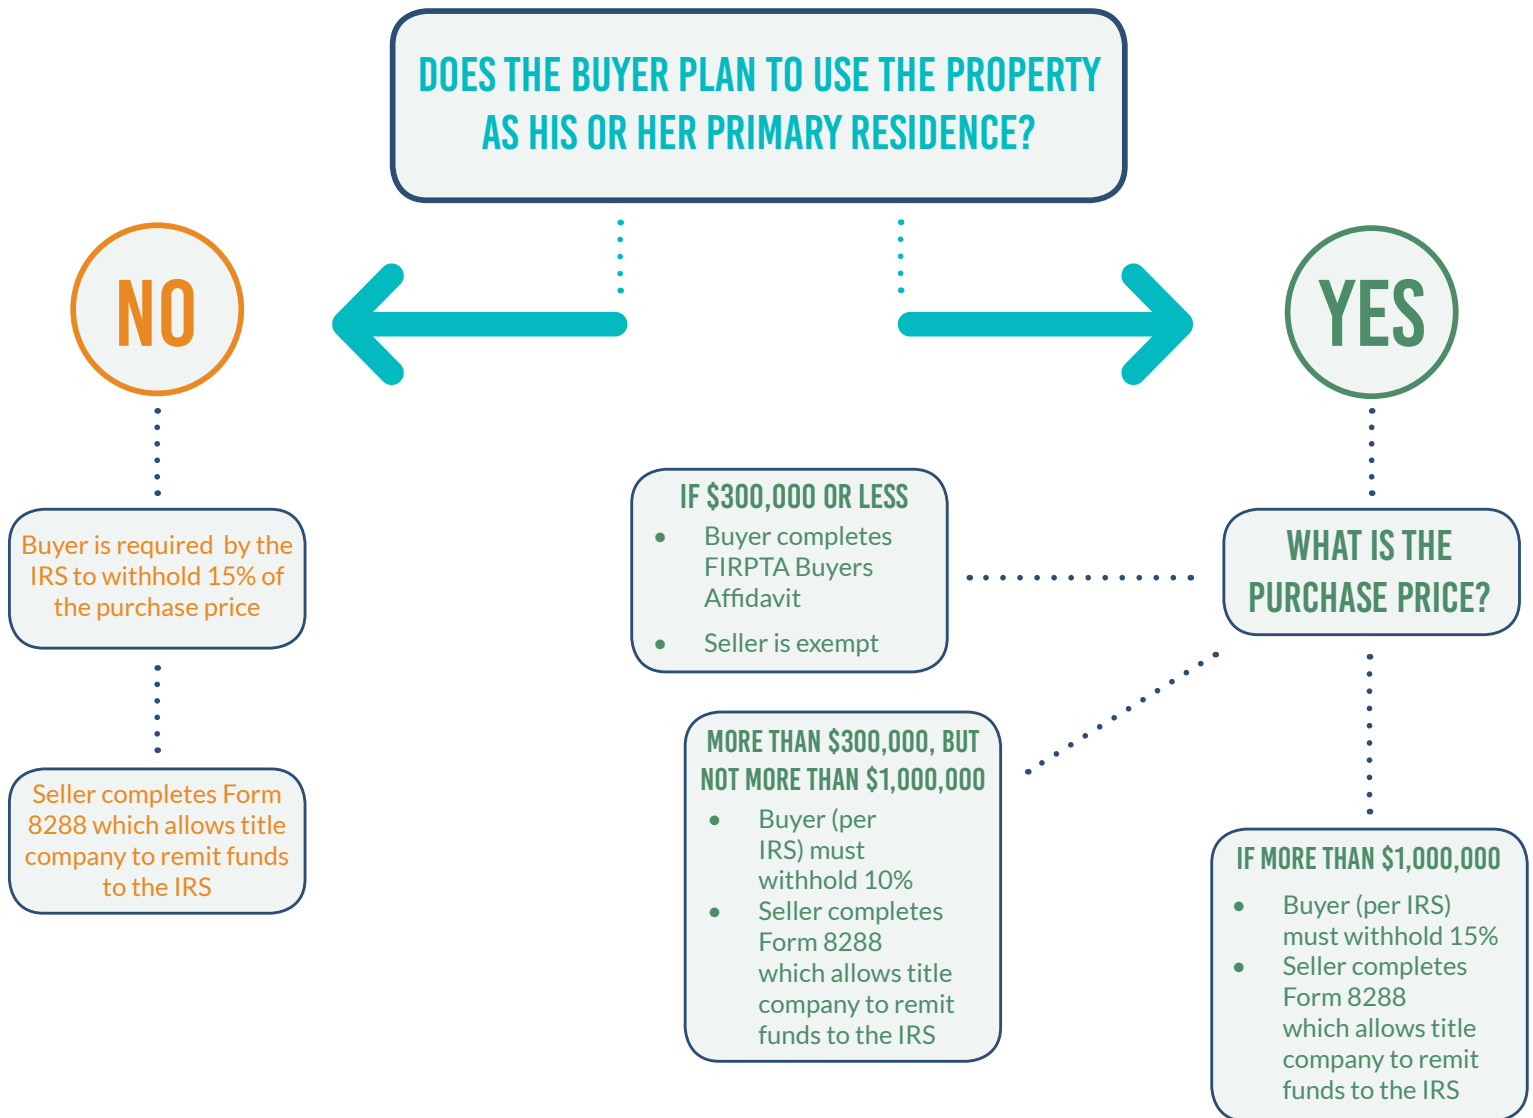 DOES THE BUYER PLAN TO USE THE PROPERTY
AS HIS OR HER PRIMARY RESIDENCE?
NO
Buyer is required by the
IRS to withhold 15% of
the purchase price
Seller completes Form
8288 which allows title
company to remit funds
to the IRS
YES
WHAT IS THE
PURCHASE PRICE?
IF $300,000 OR LESS
• Buyer completes
FIRPTA Buyers
Affidavit
• Seller is exempt
MORE THAN $300,000, BUT
NOT MORE THAN $1,000,000
• Buyer (per
IRS) must
withhold 10%
• Seller completes
Form 8288
which allows title
company to remit
funds to the IRS
IF MORE THAN $1,000,000
• Buyer (per IRS)
must withhold 15%
• Seller completes
Form 8288
which allows title
company to remit
funds to the IRS